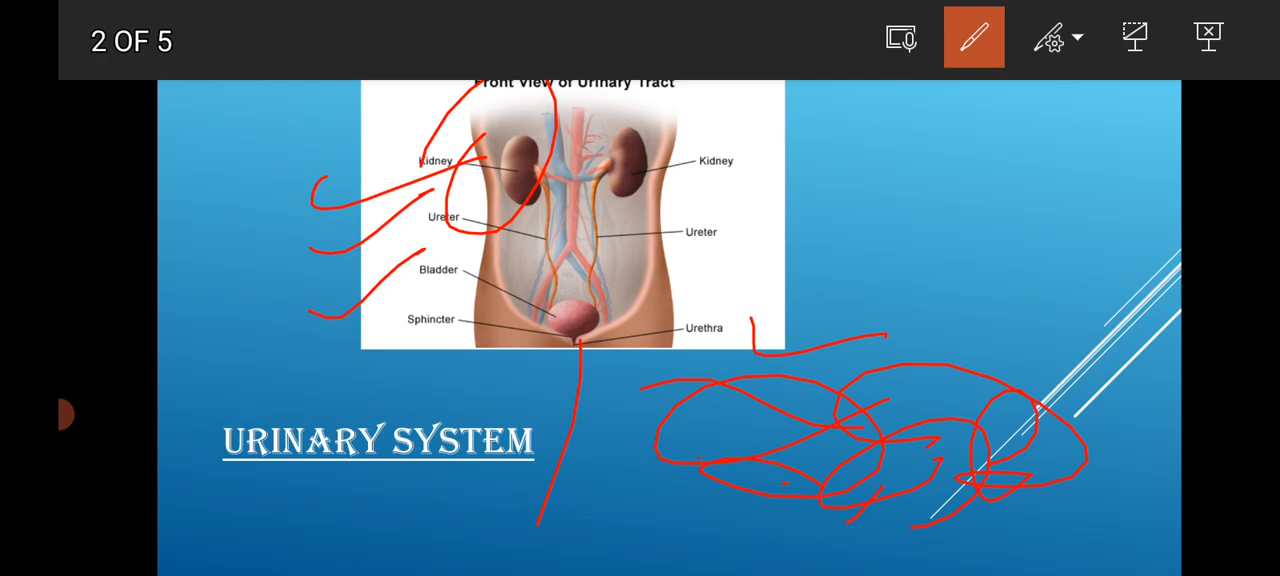 2 OF 5
Front View of Urinary Tract
Kidney
Kidney
Ureter
Ureter
Bladder
Sphincter
Urethra
URINARY SYSTEM